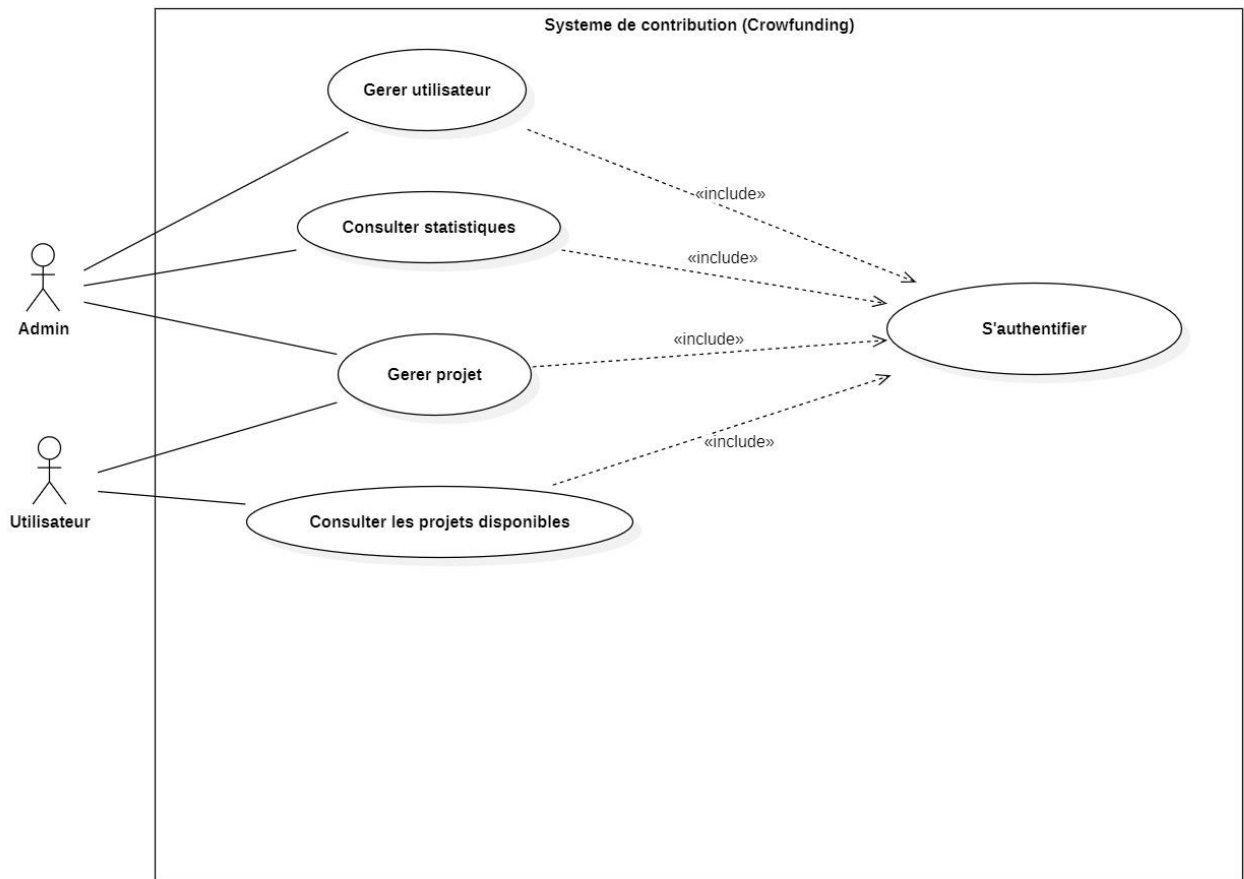 Systeme de contribution (Crowfunding)
Gerer utilisateur
«include»
Consulter statistiques
«include»
Admin
S'authentifier
«include»
Gerer projet
«include»
Utilisateur
Consulter les projets disponibles